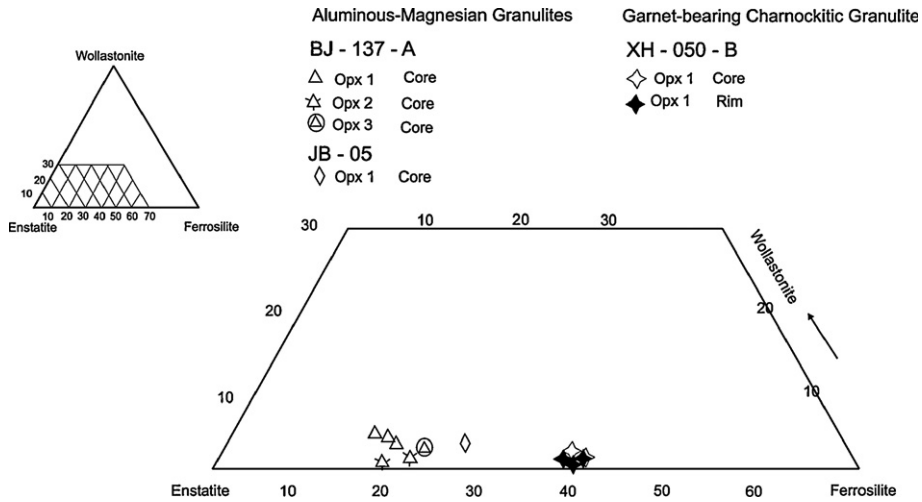 Aluminous-Magnesian Granulites
BJ - 137 - A
Opx 1 Core
Opx 2 Core
Opx 3 Core
JB - 05
Opx 1 Core
Garnet-bearing Charnockitic Granulite
XH - 050 - B
Opx 1 Core
Opx 1 Rim
Wollastonite
30
20
10
10 20 30 40 50 60 70
Enstatite Ferrosilite
30 10 20 30
Wollastonite
20 20
10 10
Enstatite 10 20 30 40 50 60 Ferrosilite